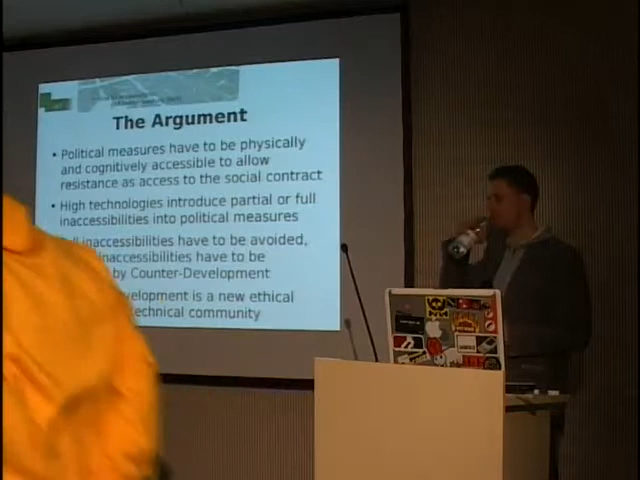 The Argument
• Political measures have to be physically
and cognitively accessible to allow
resistance as access to the social contract
• High technologies introduce partial or full
inaccessibilities into political measures
inaccessibilities have to be avoided,
inaccessibilities have to be
by Counter-Development
velopment is a new ethical
technical community